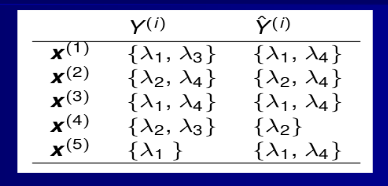 Y⁽ⁱ⁾ Ŷ⁽ⁱ⁾
x⁽¹⁾ {λ₁, λ₃} {λ₁, λ₄}
x⁽²⁾ {λ₂, λ₄} {λ₂, λ₄}
x⁽³⁾ {λ₁, λ₄} {λ₁, λ₄}
x⁽⁴⁾ {λ₂, λ₃} {λ₂}
x⁽⁵⁾ {λ₁ } {λ₁, λ₄}